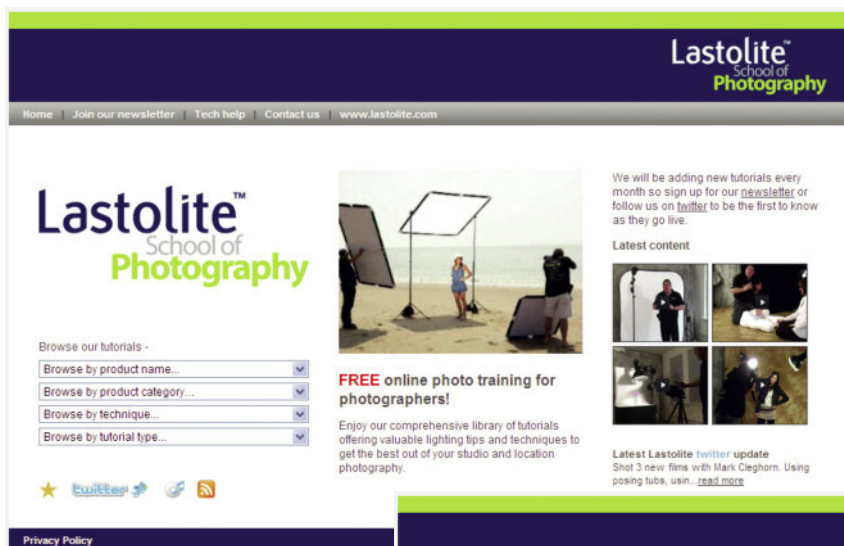 Lastolite™
School of
Photography
Home | Join our newsletter | Tech help | Contact us | www.lastolite.com
Lastolite™
School of
Photography
Browse our tutorials -
Browse by product name...
Browse by product category...
Browse by technique...
Browse by tutorial type...
twitter
Privacy Policy
FREE online photo training for
photographers!
Enjoy our comprehensive library of tutorials
offering valuable lighting tips and techniques to
get the best out of your studio and location
photography.
We will be adding new tutorials every
month so sign up for our newsletter or
follow us on twitter to be the first to know
as they go live.
Latest content
Latest Lastolite twitter update
Shot 3 new films with Mark Cleghorn. Using
posing tubs, usin...read more